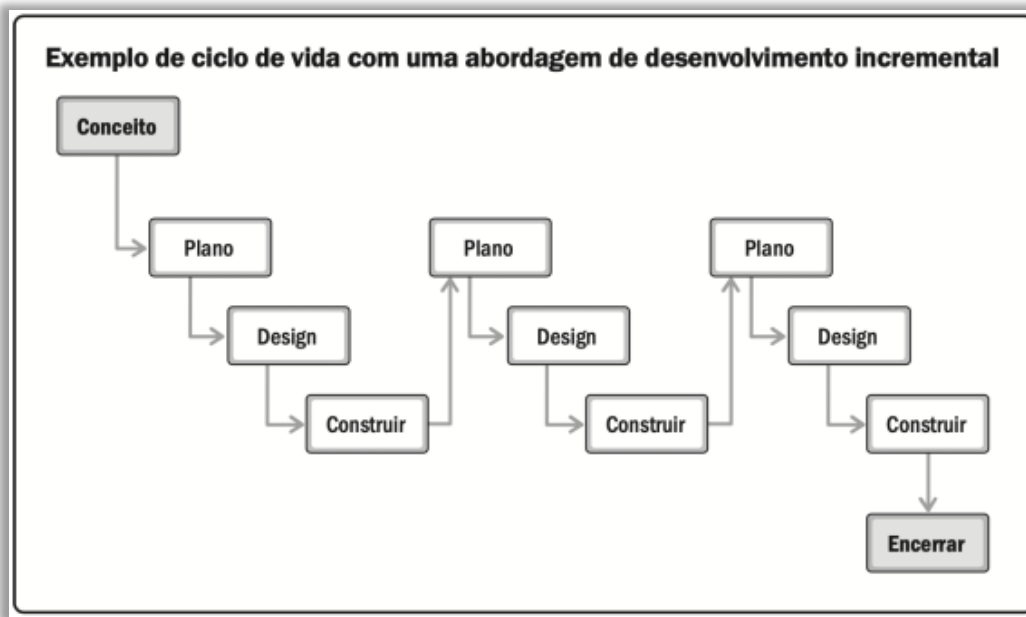 Exemplo de ciclo de vida com uma abordagem de desenvolvimento incremental
Conceito
Plano
Design
Construir
Plano
Design
Construir
Plano
Design
Construir
Encerrar